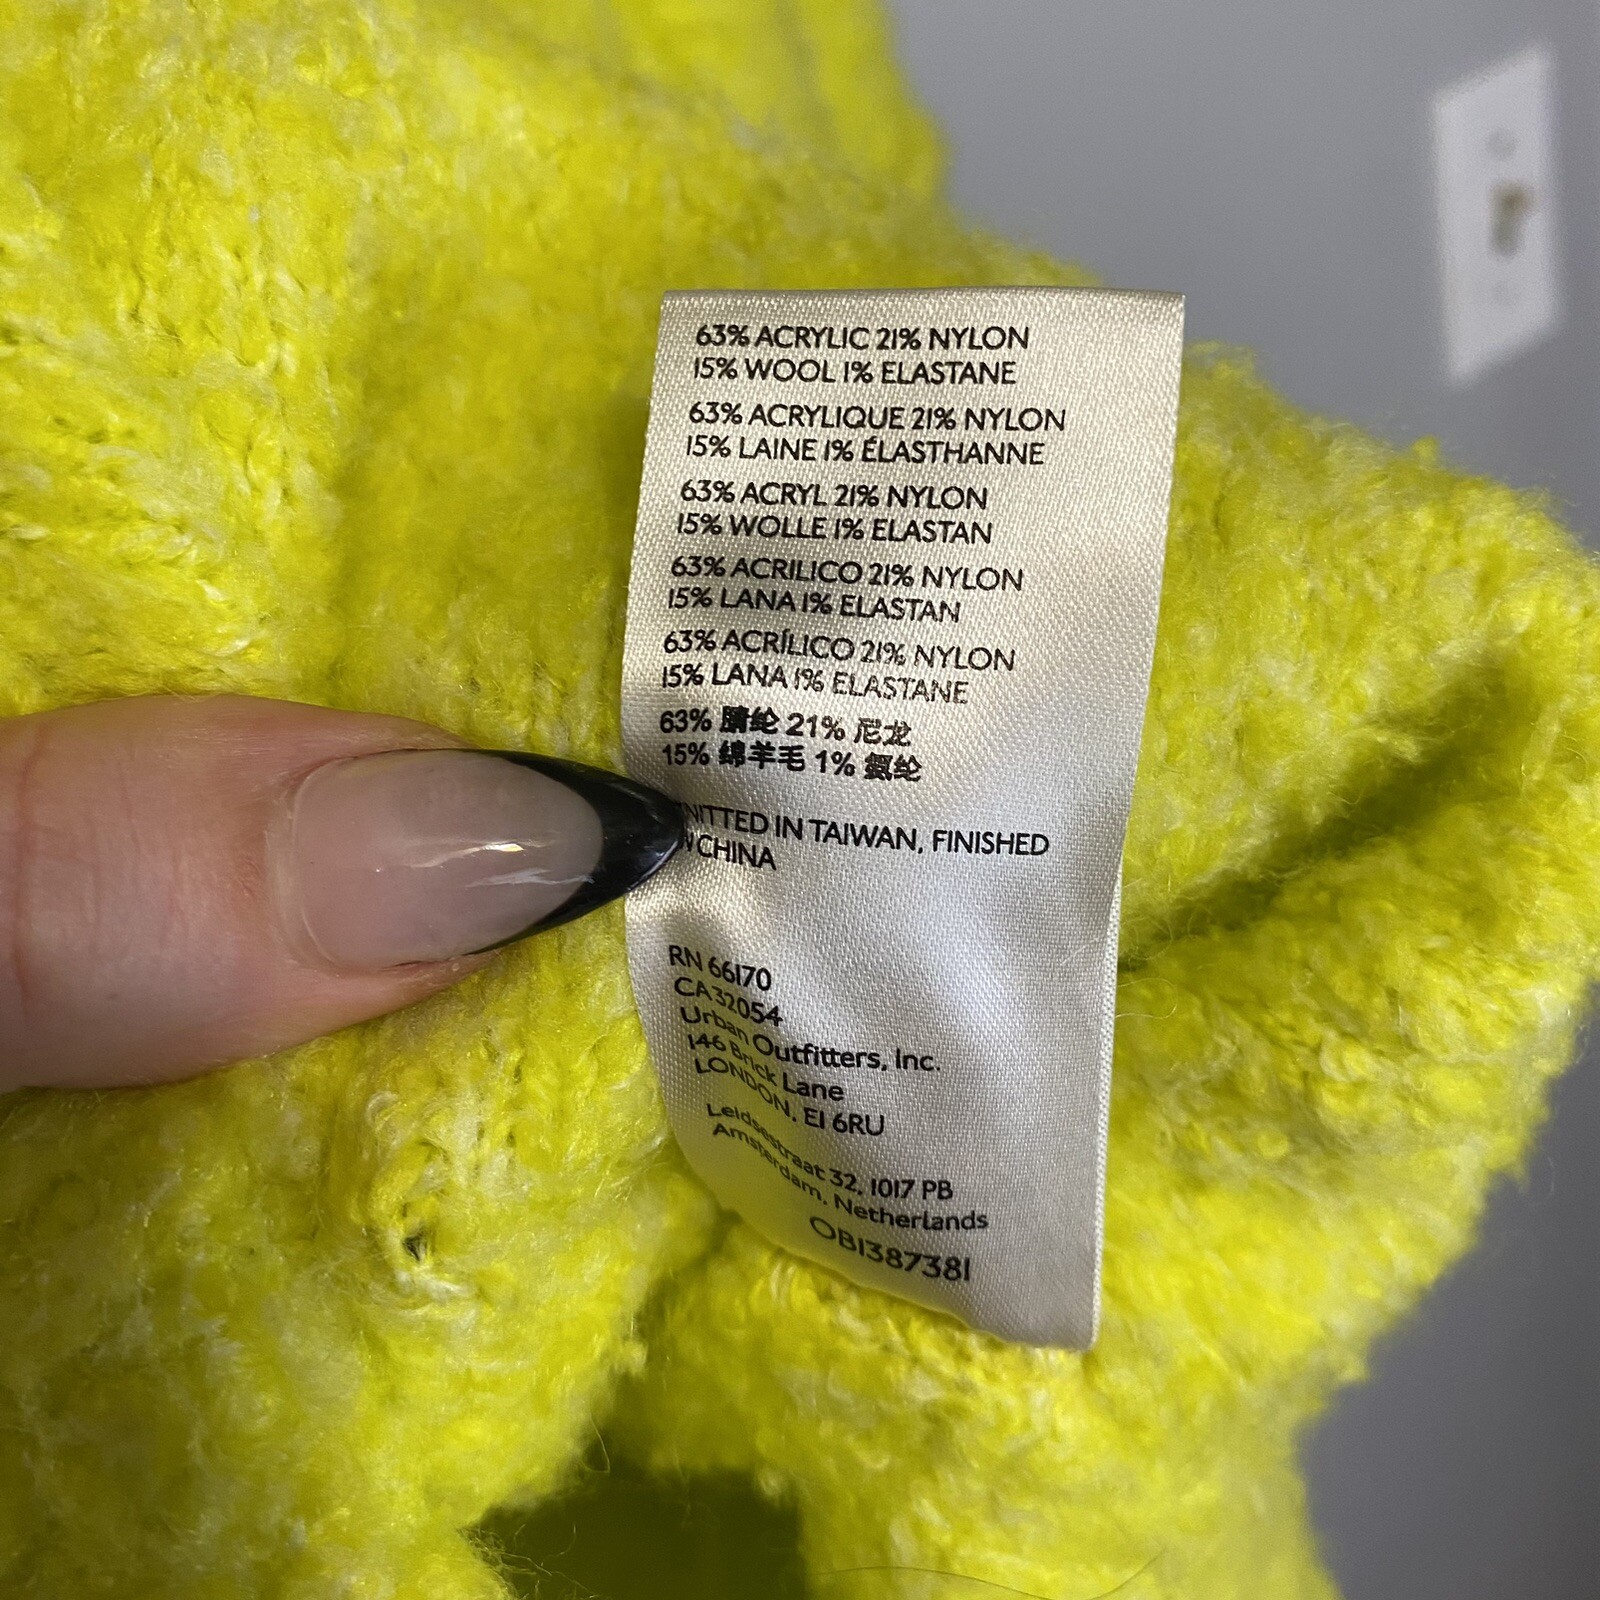 63% ACRYLIC 21% NYLON
15% WOOL 1% ELASTANE
63% ACRYLIQUE 21% NYLON
15% LAINE 1% ÉLASTHANNE
63% ACRYL 21% NYLON
15% WOLLE 1% ELASTAN
63% ACRILICO 21% NYLON
15% LANA 1% ELASTAN
63% ACRÍLICO 21% NYLON
15% LANA 1% ELASTANE
63% 腈纶 21% 尼龙
15% 绵羊毛 1% 氨纶
NITTED IN TAIWAN, FINISHED
CHINA
RN 66170
CA32054
Urban Outfitters, Inc.
146 Brick Lane
LONDON. E1 6RU
Leidsestraat 32, 1017 PB
Amsterdam. Netherlands
OB1387381